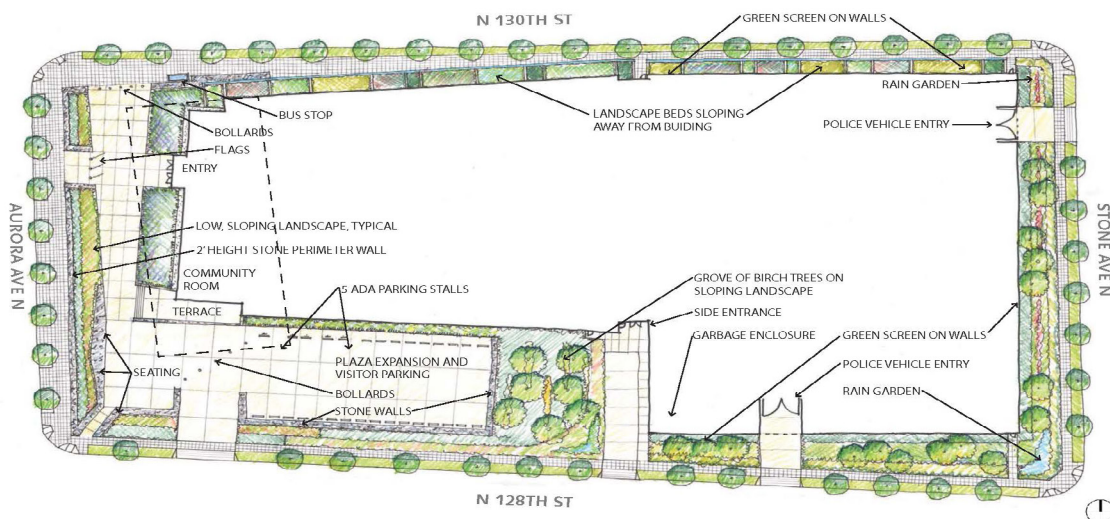 N 130TH ST
GREEN SCREEN ON WALLS
RAIN GARDEN
BUS STOP
LANDSCAPE BEDS SLOPING
AWAY FROM BUIDING
POLICE VEHICLE ENTRY
BOLLARDS
FLAGS
ENTRY
AURORA AVE N
STONE AVE N
LOW, SLOPING LANDSCAPE, TYPICAL
2' HEIGHT STONE PERIMETER WALL
COMMUNITY
ROOM
5 ADA PARKING STALLS
GROVE OF BIRCH TREES ON
SLOPING LANDSCAPE
TERRACE
SIDE ENTRANCE
GARBAGE ENCLOSURE
GREEN SCREEN ON WALLS
PLAZA EXPANSION AND
VISITOR PARKING
POLICE VEHICLE ENTRY
SEATING
BOLLARDS
RAIN GARDEN
STONE WALLS
N 128TH ST